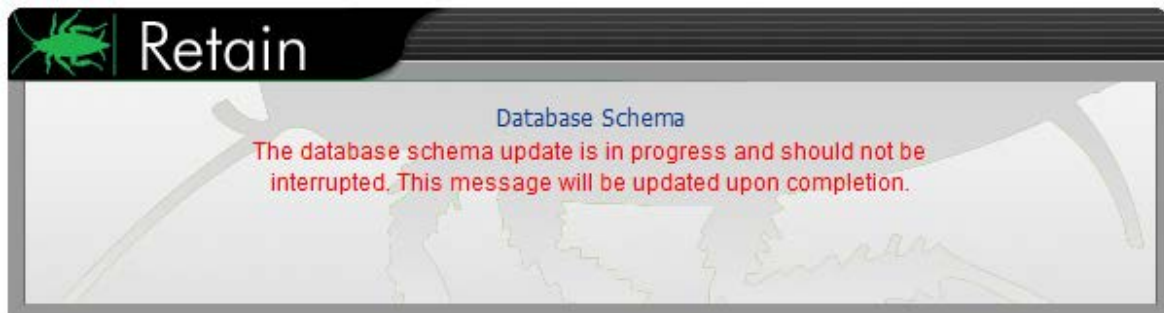 Retain
Database Schema
The database schema update is in progress and should not be
interrupted. This message will be updated upon completion.